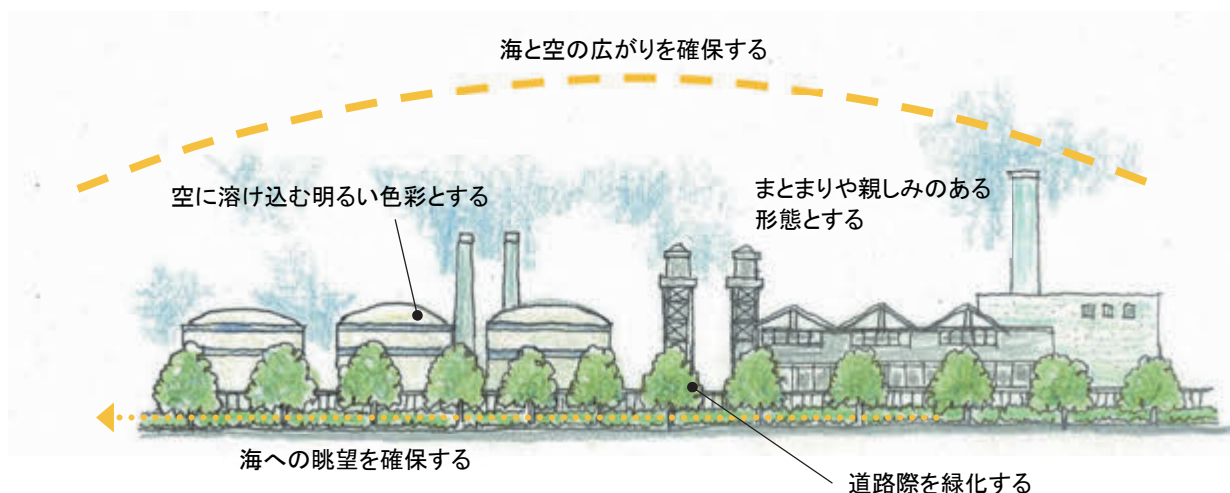 海と空の広がりを確保する
空に溶け込む明るい色彩とする
まとまりや親しみのある
形態とする
海への眺望を確保する
道路際を緑化する